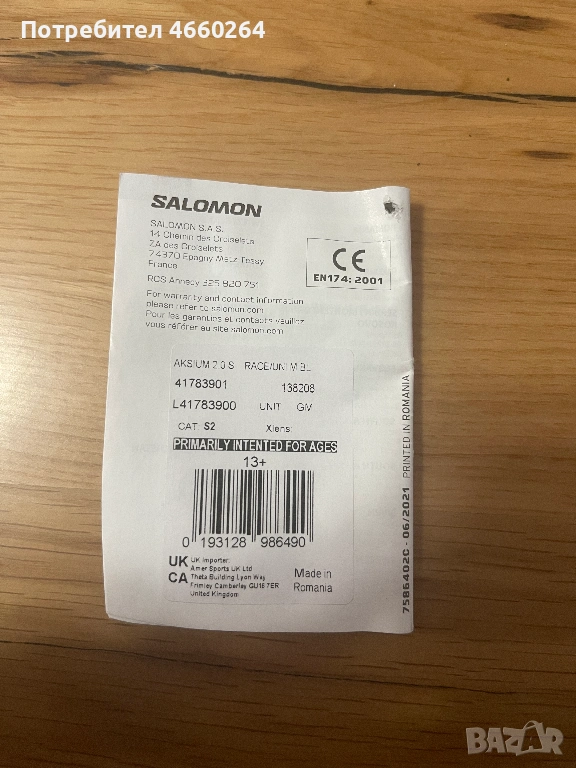 Потребител 4660264
SALOMON
SALOMON S.A.S.
14 Chemin des Croiselets
ZA des Croiselets
74370 Epagny Metz-Tessy
France
RCS Annecy 325 820 751
For warranty and contact information
please refer to salomon.com
Pour les garanties et contacts veuillez
vous référer au site salomon.com
CE
EN174: 2001
AKSIUM 2.0 S RACE/UNI M.BL
41783901 138208
L41783900 UNIT GM
CAT S2 Xlens:
PRIMARILY INTENTED FOR AGES
13+
0 193128 986490
UK CA
UK Importer:
Amer Sports UK Ltd
Theta Building Lyon Way
Frimley Camberley GU16 7ER
United Kingdom
Made in
Romania
7586402C - 06/2021 PRINTED IN ROMANIA
BAZAR